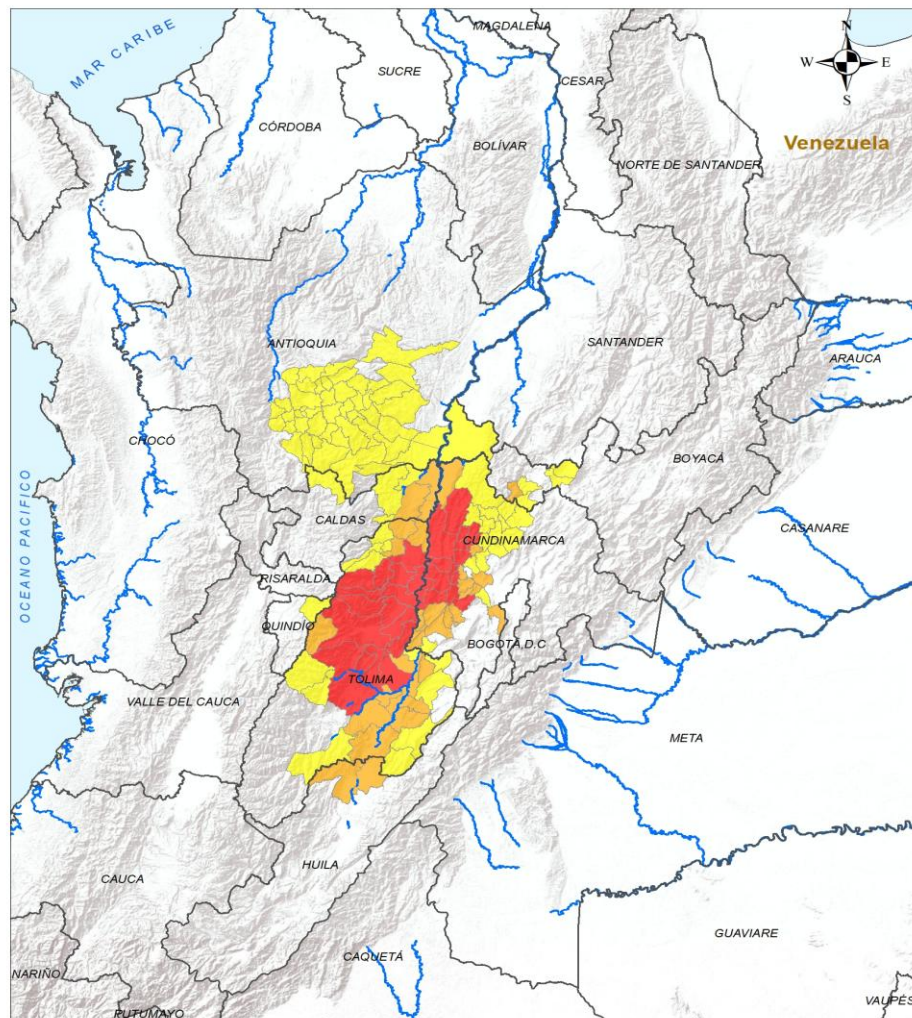 MAGDALENA
MAR CARIBE
N
W E
S
SUCRE
CESAR
CÓRDOBA
BOLÍVAR
Venezuela
NORTE DE SANTANDER
ANTIOQUIA
SANTANDER
ARAUCA
CHOCÓ
BOYACÁ
OCEANO PACIFICO
CALDAS
CASANARE
CUNDINAMARCA
RISARALDA
QUINDÍO
BOGOTÁ,D.C
TOLIMA
VALLE DEL CAUCA
META
HUILA
CAUCA
GUAVIARE
CAQUETÁ
NARIÑO
PUTUMAYO
VAUPÉS